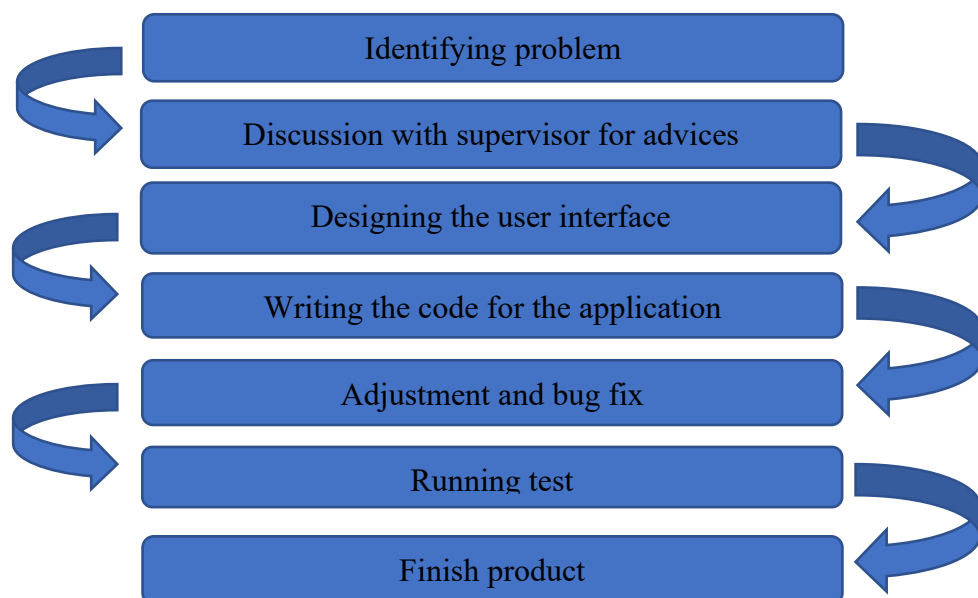 Identifying problem
Discussion with supervisor for advices
Designing the user interface
Writing the code for the application
Adjustment and bug fix
Running test
Finish product